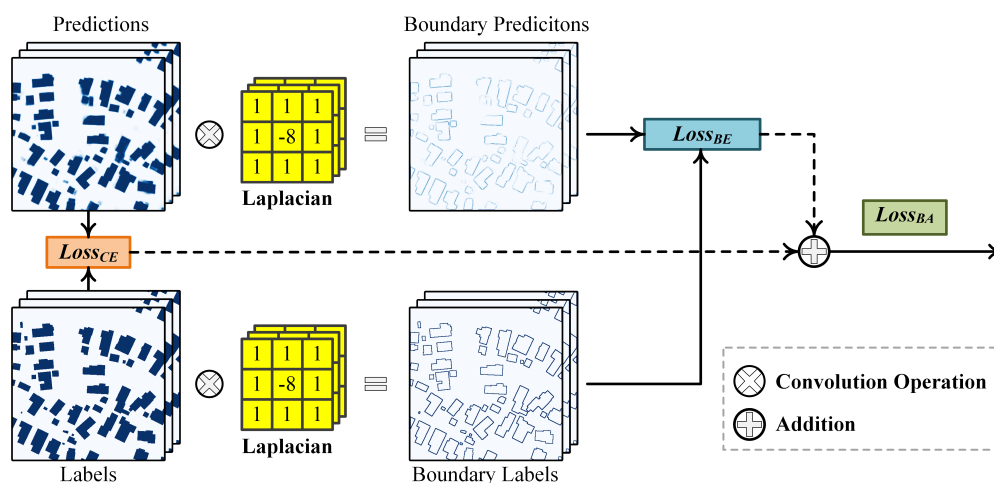 Predictions
Boundary Predicitons
1 1 1
1 -8 1
1 1 1
Laplacian
Loss_BE
Loss_BA
Loss_CE
1 1 1
1 -8 1
1 1 1
Laplacian
Labels
Boundary Labels
Convolution Operation
Addition